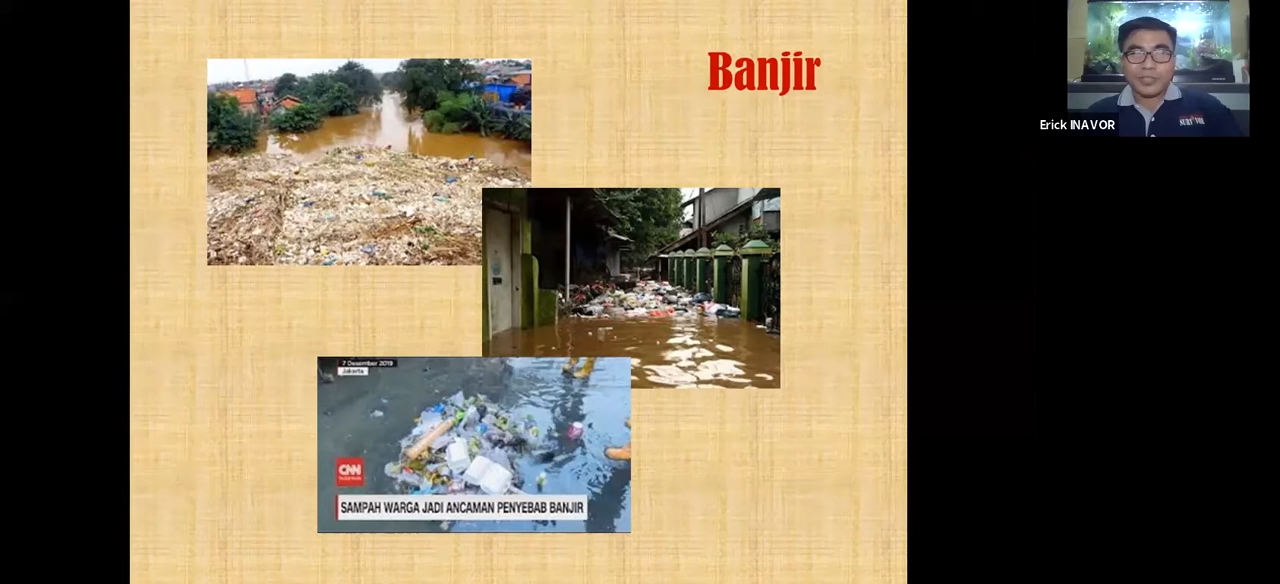 Banjir
Erick INAVOR
7 Desember 2019
Jakarta
CNN
SAMPAH WARGA JADI ANCAMAN PENYEBAB BANJIR